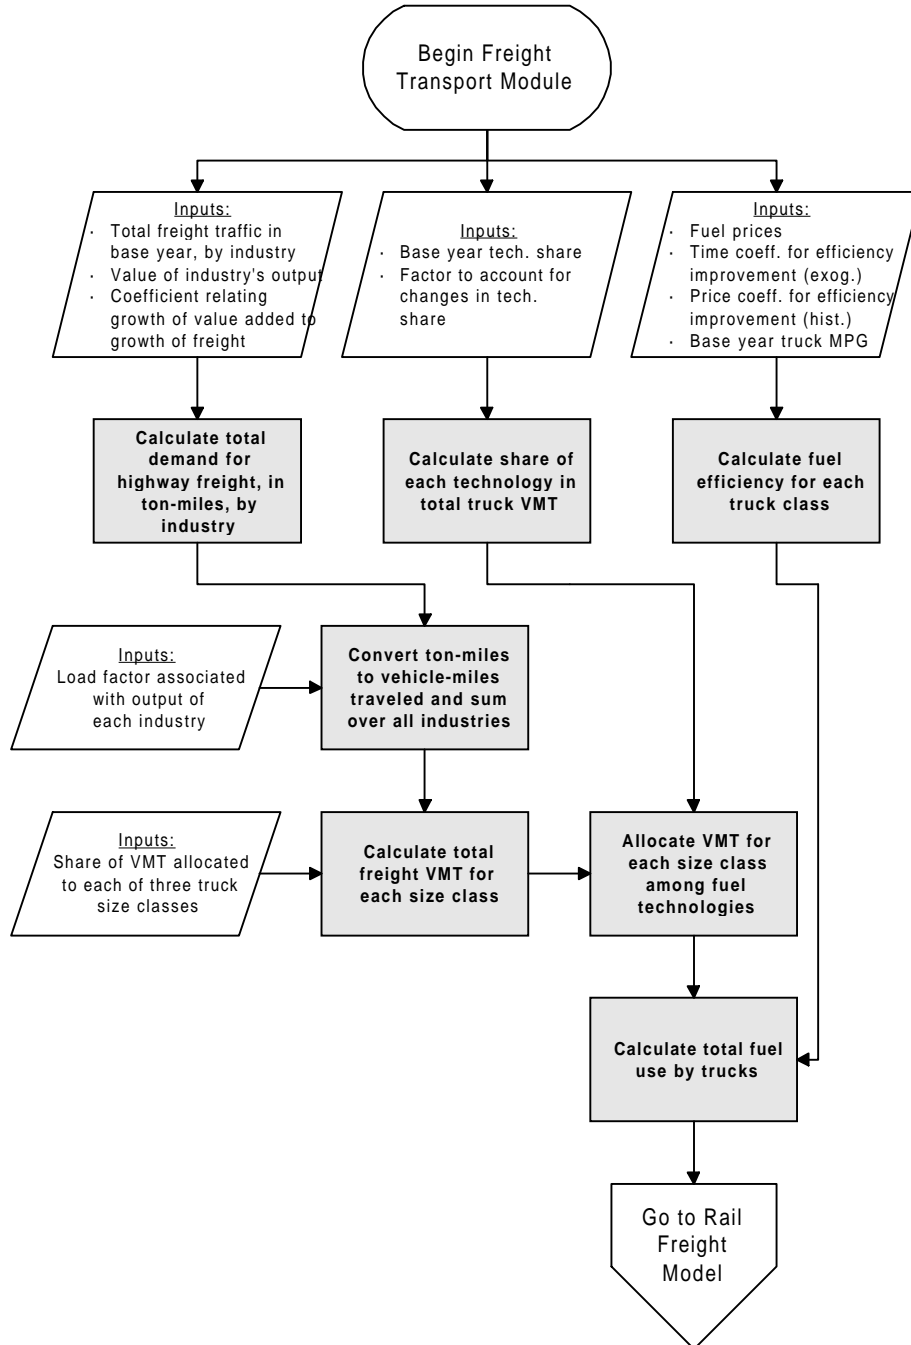 Begin Freight
Transport Module
Inputs:
· Total freight traffic in
base year, by industry
· Value of industry's output
· Coefficient relating
growth of value added to
growth of freight
Inputs:
· Base year tech. share
· Factor to account for
changes in tech.
share
Inputs:
· Fuel prices
· Time coeff. for efficiency
improvement (exog.)
· Price coeff. for efficiency
improvement (hist.)
· Base year truck MPG
Calculate total
demand for
highway freight, in
ton-miles, by
industry
Calculate share of
each technology in
total truck VMT
Calculate fuel
efficiency for each
truck class
Inputs:
Load factor associated
with output of
each industry
Convert ton-miles
to vehicle-miles
traveled and sum
over all industries
Inputs:
Share of VMT allocated
to each of three truck
size classes
Calculate total
freight VMT for
each size class
Allocate VMT for
each size class
among fuel
technologies
Calculate total fuel
use by trucks
Go to Rail
Freight
Model